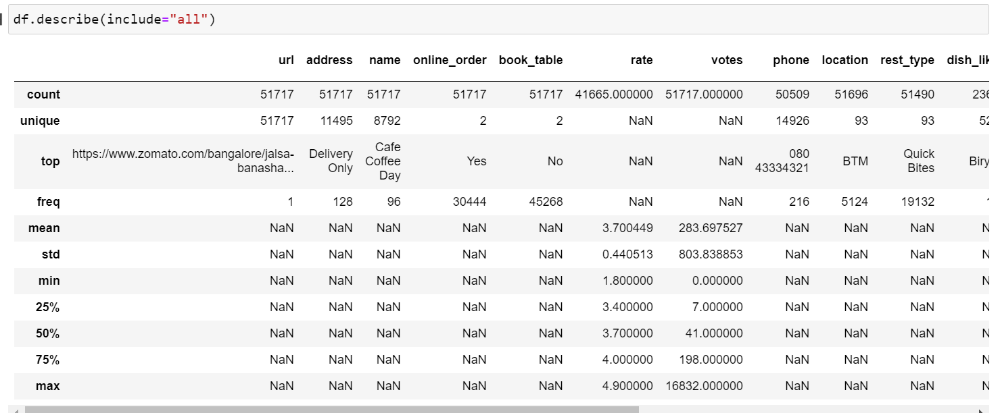 df.describe(include="all")
url address name online_order book_table rate votes phone location rest_type dish_lik
count 51717 51717 51717 51717 51717 41665.000000 51717.000000 50509 51696 51490 236
unique 51717 11495 8792 2 2 NaN NaN 14926 93 93 52
top https://www.zomato.com/bangalore/jalsa-banasha... Delivery Only Cafe Coffee Day Yes No NaN NaN 080 43334321 BTM Quick Bites Biry
freq 1 128 96 30444 45268 NaN NaN 216 5124 19132
mean NaN NaN NaN NaN NaN 3.700449 283.697527 NaN NaN NaN N
std NaN NaN NaN NaN NaN 0.440513 803.838853 NaN NaN NaN N
min NaN NaN NaN NaN NaN 1.800000 0.000000 NaN NaN NaN N
25% NaN NaN NaN NaN NaN 3.400000 7.000000 NaN NaN NaN N
50% NaN NaN NaN NaN NaN 3.700000 41.000000 NaN NaN NaN N
75% NaN NaN NaN NaN NaN 4.000000 198.000000 NaN NaN NaN N
max NaN NaN NaN NaN NaN 4.900000 16832.000000 NaN NaN NaN N